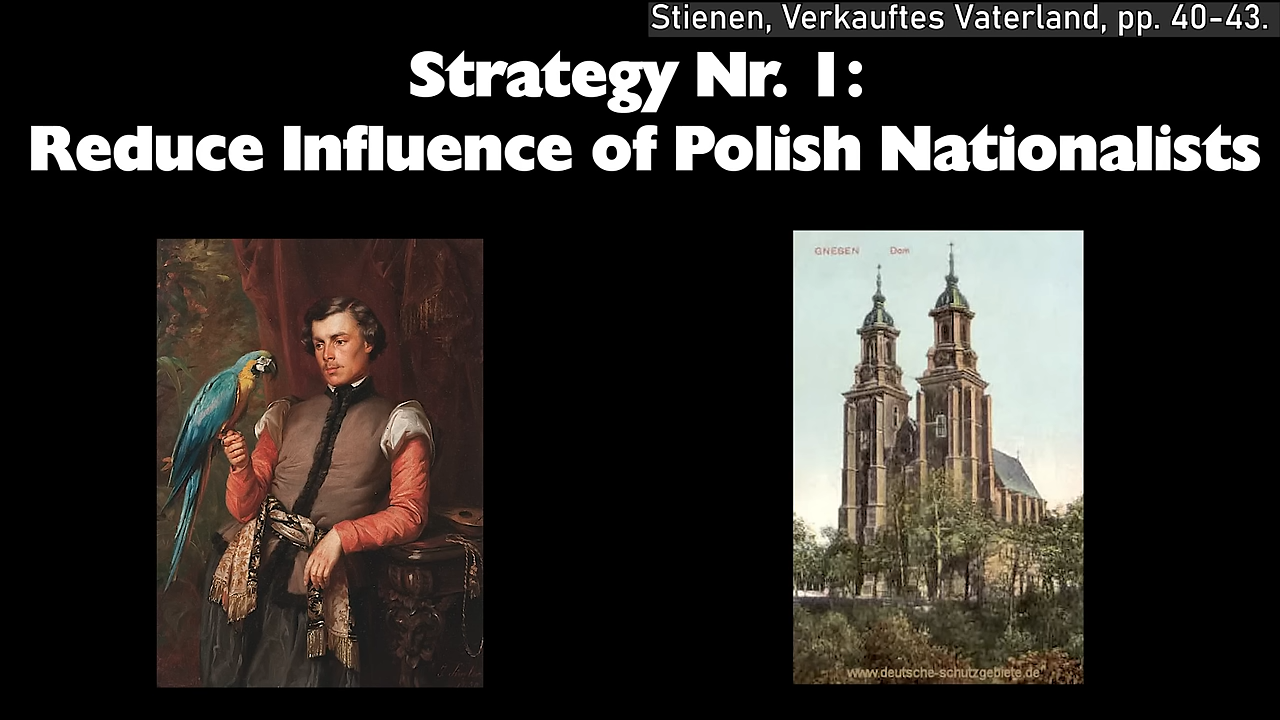 Stienen, Verkauftes Vaterland, pp. 40-43.
Strategy Nr. 1:
Reduce Influence of Polish Nationalists
GNESEN Dom
www.deutsche-schutzgebiete.de